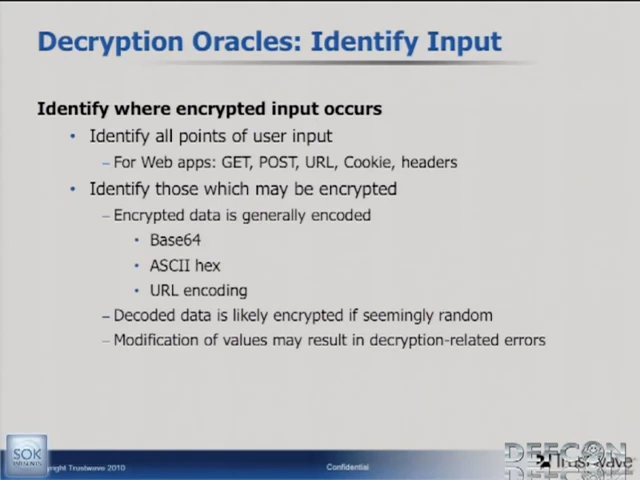 Decryption Oracles: Identify Input
Identify where encrypted input occurs
• Identify all points of user input
– For Web apps: GET, POST, URL, Cookie, headers
• Identify those which may be encrypted
– Encrypted data is generally encoded
• Base64
• ASCII hex
• URL encoding
– Decoded data is likely encrypted if seemingly random
– Modification of values may result in decryption-related errors
SOK
Trustwave 2010
Confidential
DEFCON
Trustwave